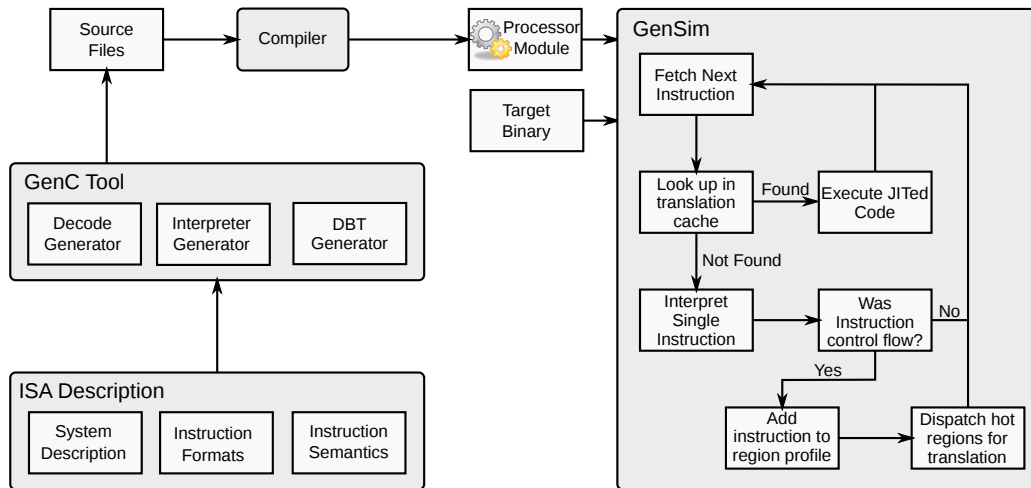 Source
Files
Compiler
Processor
Module
Target
Binary
GenC Tool
Decode
Generator
Interpreter
Generator
DBT
Generator
ISA Description
System
Description
Instruction
Formats
Instruction
Semantics
GenSim
Fetch Next
Instruction
Look up in
translation
cache
Found
Execute JITed
Code
Not Found
Interpret
Single
Instruction
Was
Instruction
control flow?
No
Yes
Add
instruction to
region profile
Dispatch hot
regions for
translation